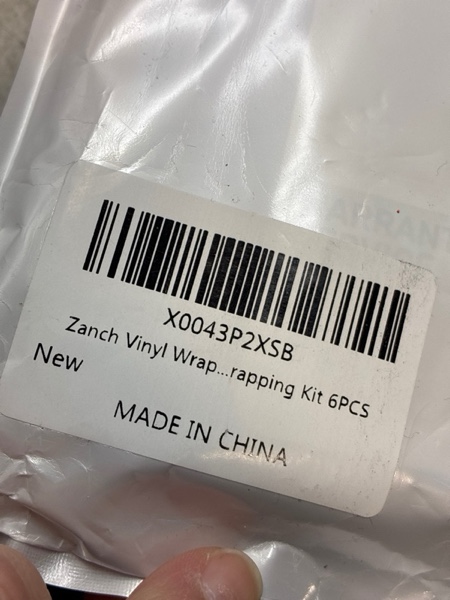 X0043P2XSB
Zanch Vinyl Wrap...rapping Kit 6PCS
New
MADE IN CHINA